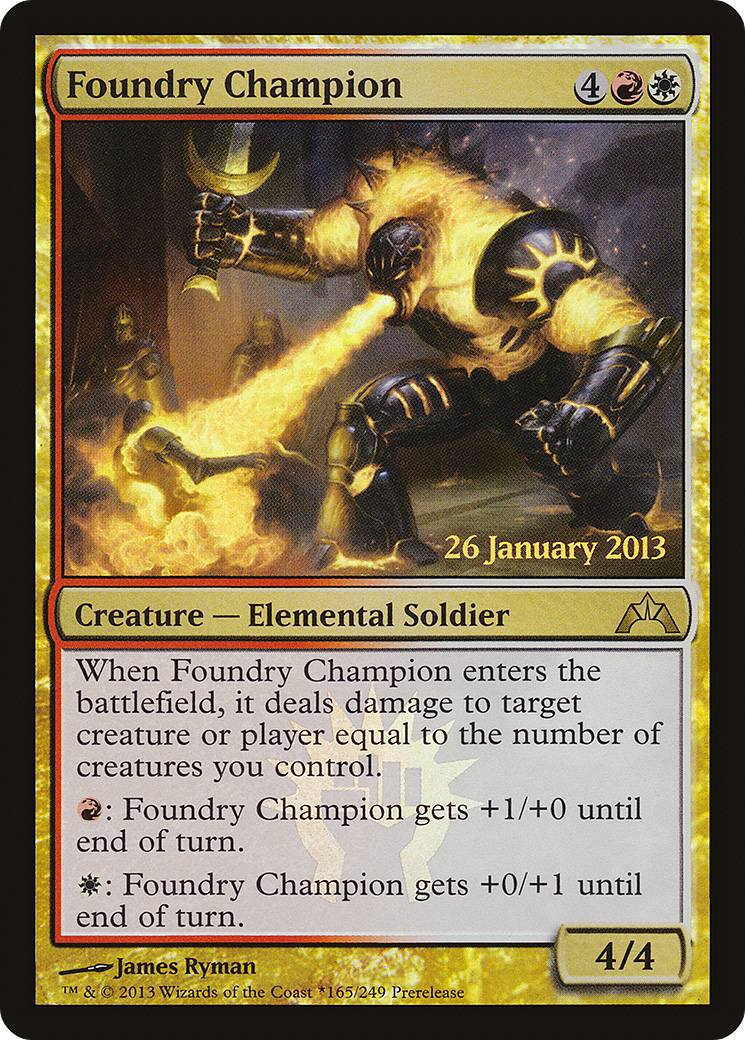 Foundry Champion 4
26 January 2013
Creature — Elemental Soldier
When Foundry Champion enters the
battlefield, it deals damage to target
creature or player equal to the number of
creatures you control.
: Foundry Champion gets +1/+0 until
end of turn.
: Foundry Champion gets +0/+1 until
end of turn.
4/4
James Ryman
™ & © 2013 Wizards of the Coast *165/249 Prerelease